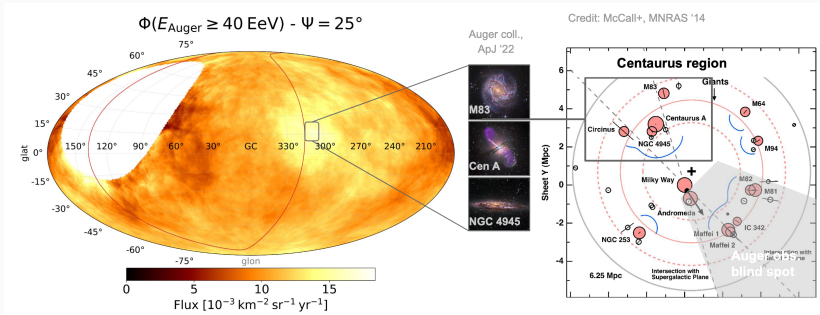 Φ(E_Auger ≥ 40 EeV) - Ψ = 25°
75°
60°
45°
30°
15°
0°
-15°
-30°
-45°
-60°
-75°
glat
150° 120° 90° 60° 30° GC 330° 300° 270° 240° 210°
glon
0 5 10 15
Flux [10⁻³ km⁻² sr⁻¹ yr⁻¹]
Auger coll.,
ApJ '22
M83
Cen A
NGC 4945
Credit: McCall+, MNRAS '14
Centaurus region
Giants
M83
M64
Circinus
Centaurus A
NGC 4945
M94
Milky Way
M82
M81
Andromeda
IC 342
Maffei 1
Maffei 2
NGC 253
Auger obs
blind spot
Intersection with
Supergalactic Plane
Intersection with
6.25 Mpc
Sheet Y (Mpc)
6
4
2
0
-2
-4